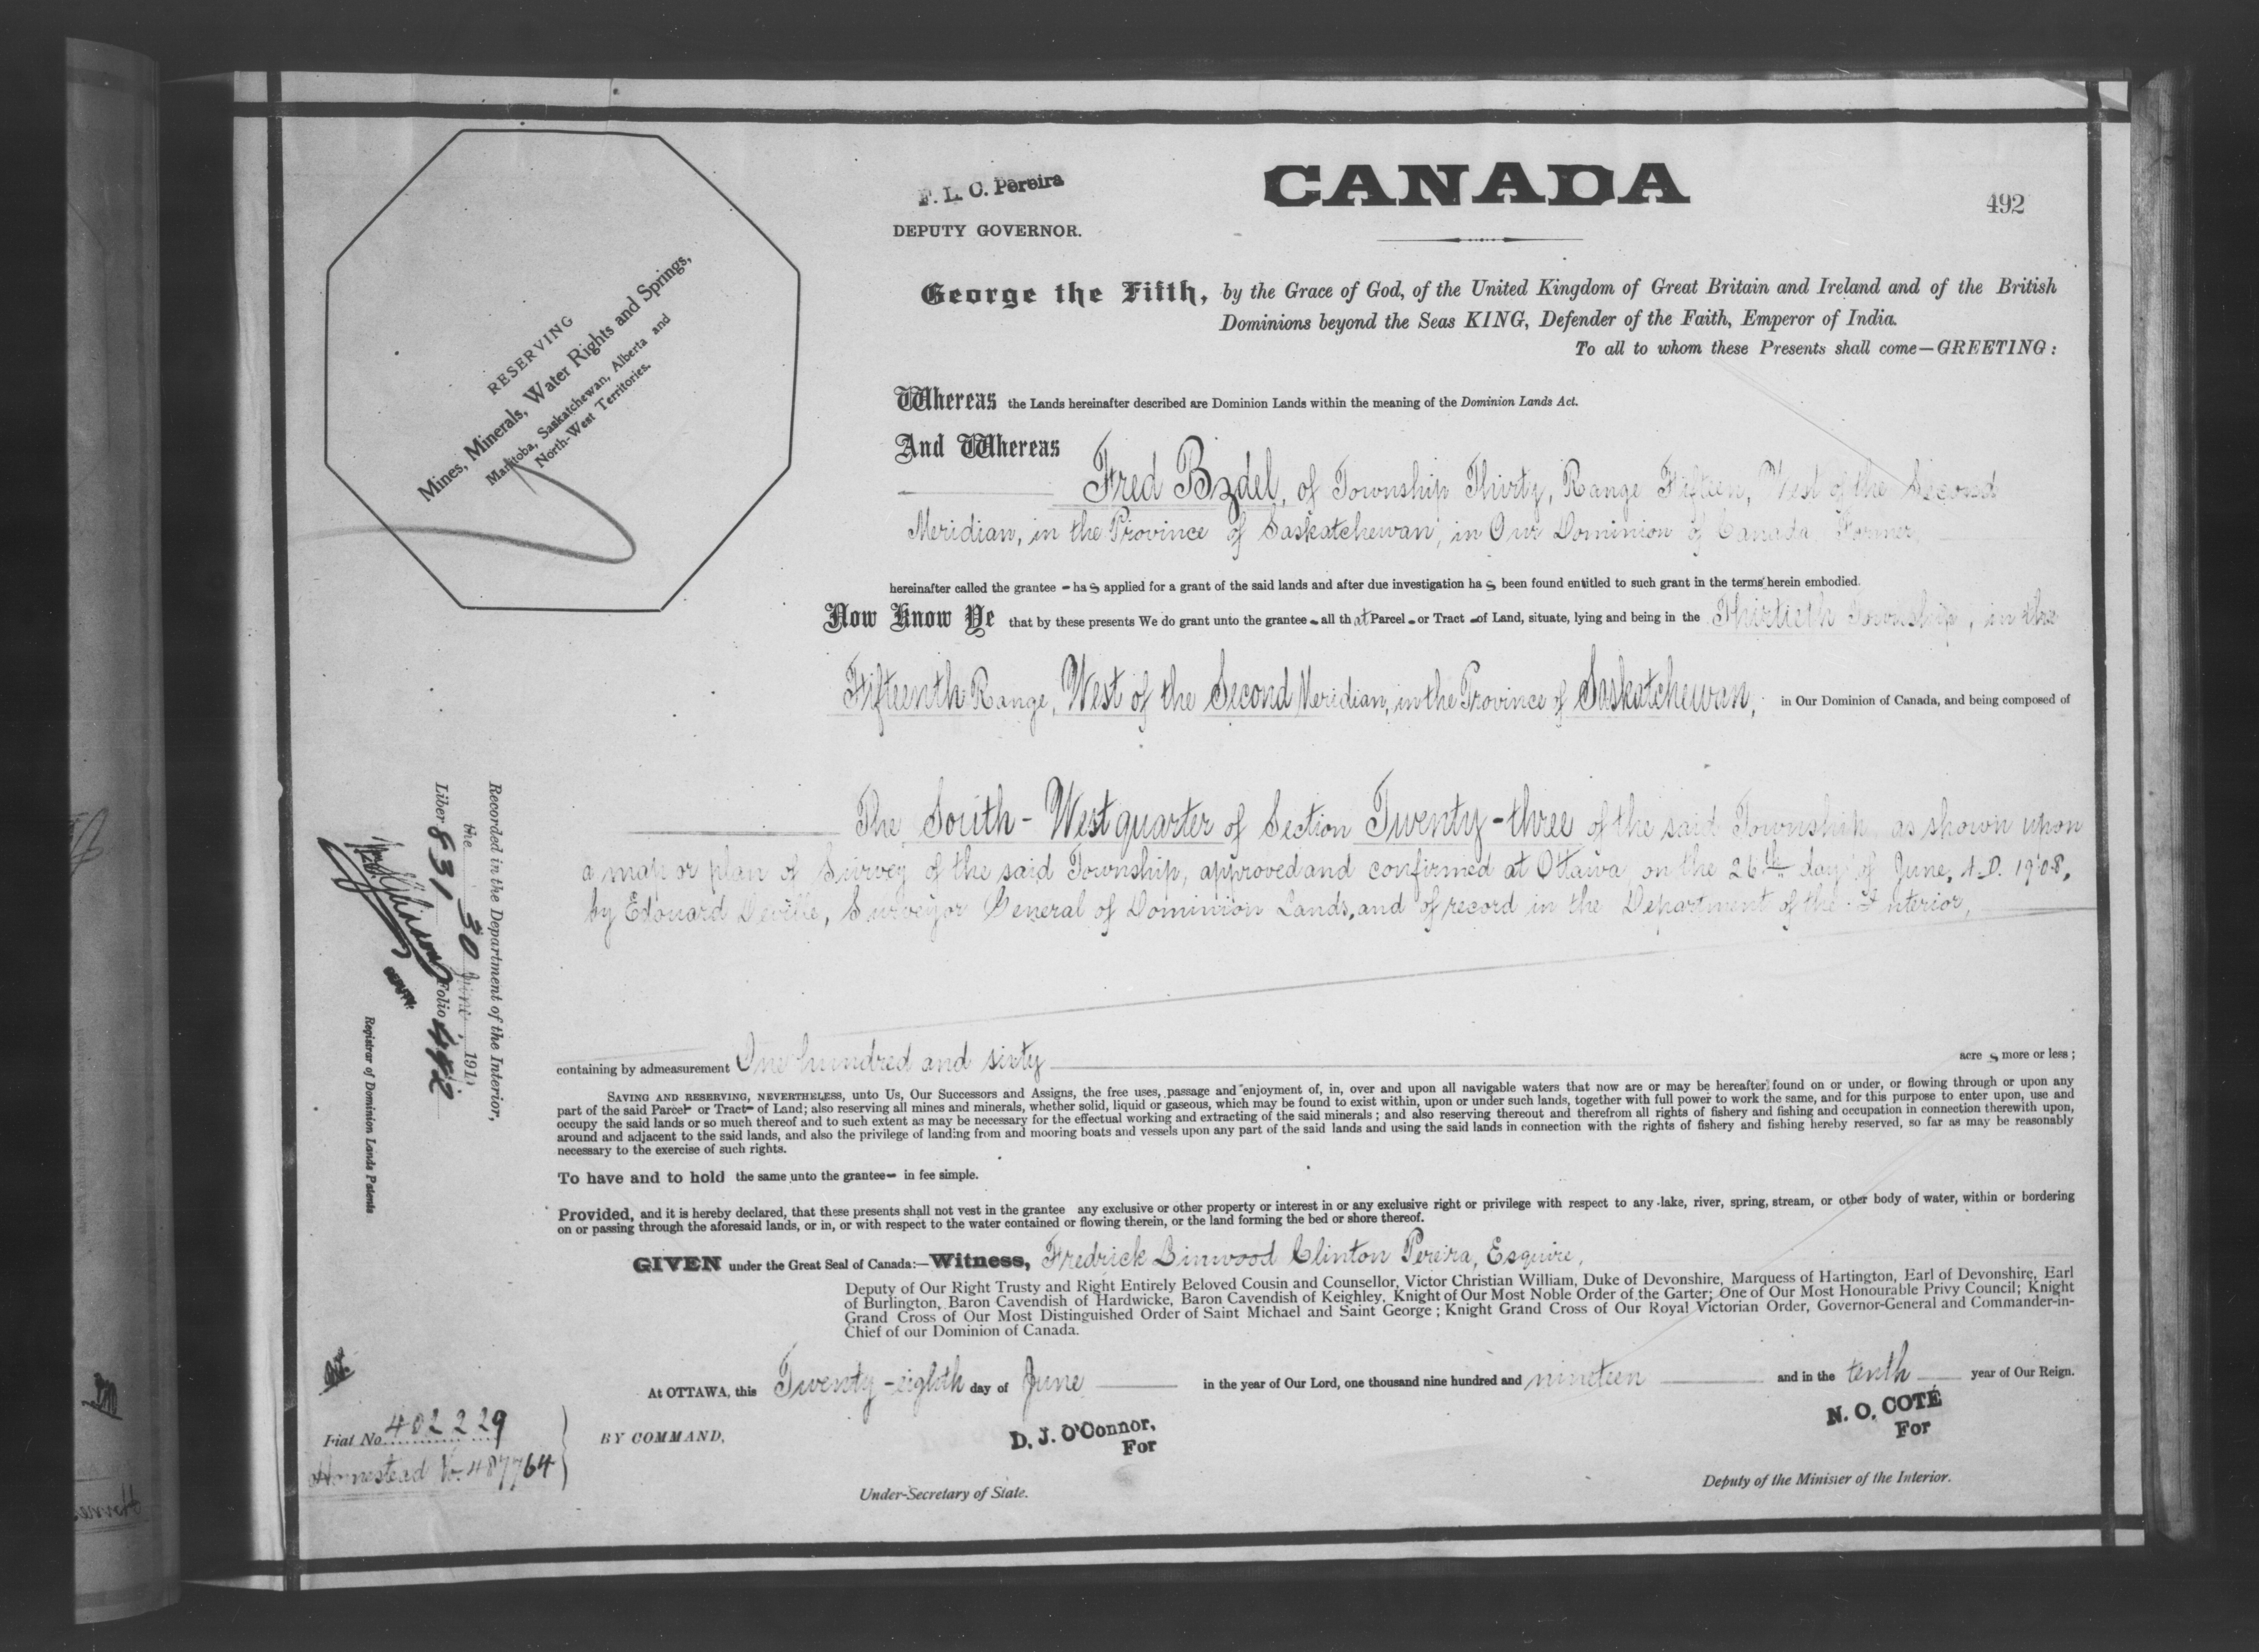 F. L. C. Pereira
DEPUTY GOVERNOR.
CANADA
492
RESERVING
Mines, Minerals, Water Rights and Springs,
Manitoba, Saskatchewan, Alberta and
North-West Territories.
George the Fifth, by the Grace of God, of the United Kingdom of Great Britain and Ireland and of the British
Dominions beyond the Seas KING, Defender of the Faith, Emperor of India.
To all to whom these Presents shall come—GREETING:
Whereas the Lands hereinafter described are Dominion Lands within the meaning of the Dominion Lands Act.
And Whereas
Fred Bzdel, of Township Thirty, Range Fifteen, West of the Second
Meridian, in the Province of Saskatchewan, in Our Dominion of Canada, Farmer,
hereinafter called the grantee - has applied for a grant of the said lands and after due investigation has been found entitled to such grant in the terms herein embodied.
Now Know Ye that by these presents We do grant unto the grantee - all that Parcel - or Tract - of Land, situate, lying and being in the Thirtieth Township, in the
Fifteenth Range, West of the Second Meridian, in the Province of Saskatchewan, in Our Dominion of Canada, and being composed of
The South-West quarter of Section Twenty-three of the said Township, as shown upon
a map or plan of Survey of the said Township, approved and confirmed at Ottawa on the 26th day of June, A.D. 1908,
by Edouard Deville, Surveyor General of Dominion Lands, and of record in the Department of the Interior,
containing by admeasurement One hundred and sixty acres more or less;
SAVING AND RESERVING, NEVERTHELESS, unto Us, Our Successors and Assigns, the free uses, passage and enjoyment of, in, over and upon all navigable waters that now are or may be hereafter found on or under, or flowing through or upon any
part of the said Parcel- or Tract- of Land; also reserving all mines and minerals, whether solid, liquid or gaseous, which may be found to exist within, upon or under such lands, together with full power to work the same, and for this purpose to enter upon, use and
occupy the said lands or so much thereof and to such extent as may be necessary for the effectual working and extracting of the said minerals; and also reserving thereout and therefrom all rights of fishery and fishing and occupation in connection therewith upon,
around and adjacent to the said lands, and also the privilege of landing from and mooring boats and vessels upon any part of the said lands and using the said lands in connection with the rights of fishery and fishing hereby reserved, so far as may be reasonably
necessary to the exercise of such rights.
To have and to hold the same unto the grantee- in fee simple.
Provided, and it is hereby declared, that these presents shall not vest in the grantee any exclusive or other property or interest in or any exclusive right or privilege with respect to any lake, river, spring, stream, or other body of water, within or bordering
on or passing through the aforesaid lands, or in, or with respect to the water contained or flowing therein, or the land forming the bed or shore thereof.
GIVEN under the Great Seal of Canada:—Witness, Fredrick Linwood Clinton Pereira, Esquire,
Deputy of Our Right Trusty and Right Entirely Beloved Cousin and Counsellor, Victor Christian William, Duke of Devonshire, Marquess of Hartington, Earl of Devonshire, Earl
of Burlington, Baron Cavendish of Hardwicke, Baron Cavendish of Keighley, Knight of Our Most Noble Order of the Garter; One of Our Most Honourable Privy Council; Knight
Grand Cross of Our Most Distinguished Order of Saint Michael and Saint George; Knight Grand Cross of Our Royal Victorian Order, Governor-General and Commander-in-
Chief of our Dominion of Canada.
At OTTAWA, this Twenty-eighth day of June in the year of Our Lord, one thousand nine hundred and nineteen and in the tenth year of Our Reign.
BY COMMAND,
D. J. O'Connor,
For
Under-Secretary of State.
N. O. COTÉ
For
Deputy of the Minister of the Interior.
Recorded in the Department of the Interior,
the 30 June, 191
Liber 831 Folio 492
DEPUTY
Registrar of Dominion Lands Patents
Fiat No. 402229
Homestead No. 487764